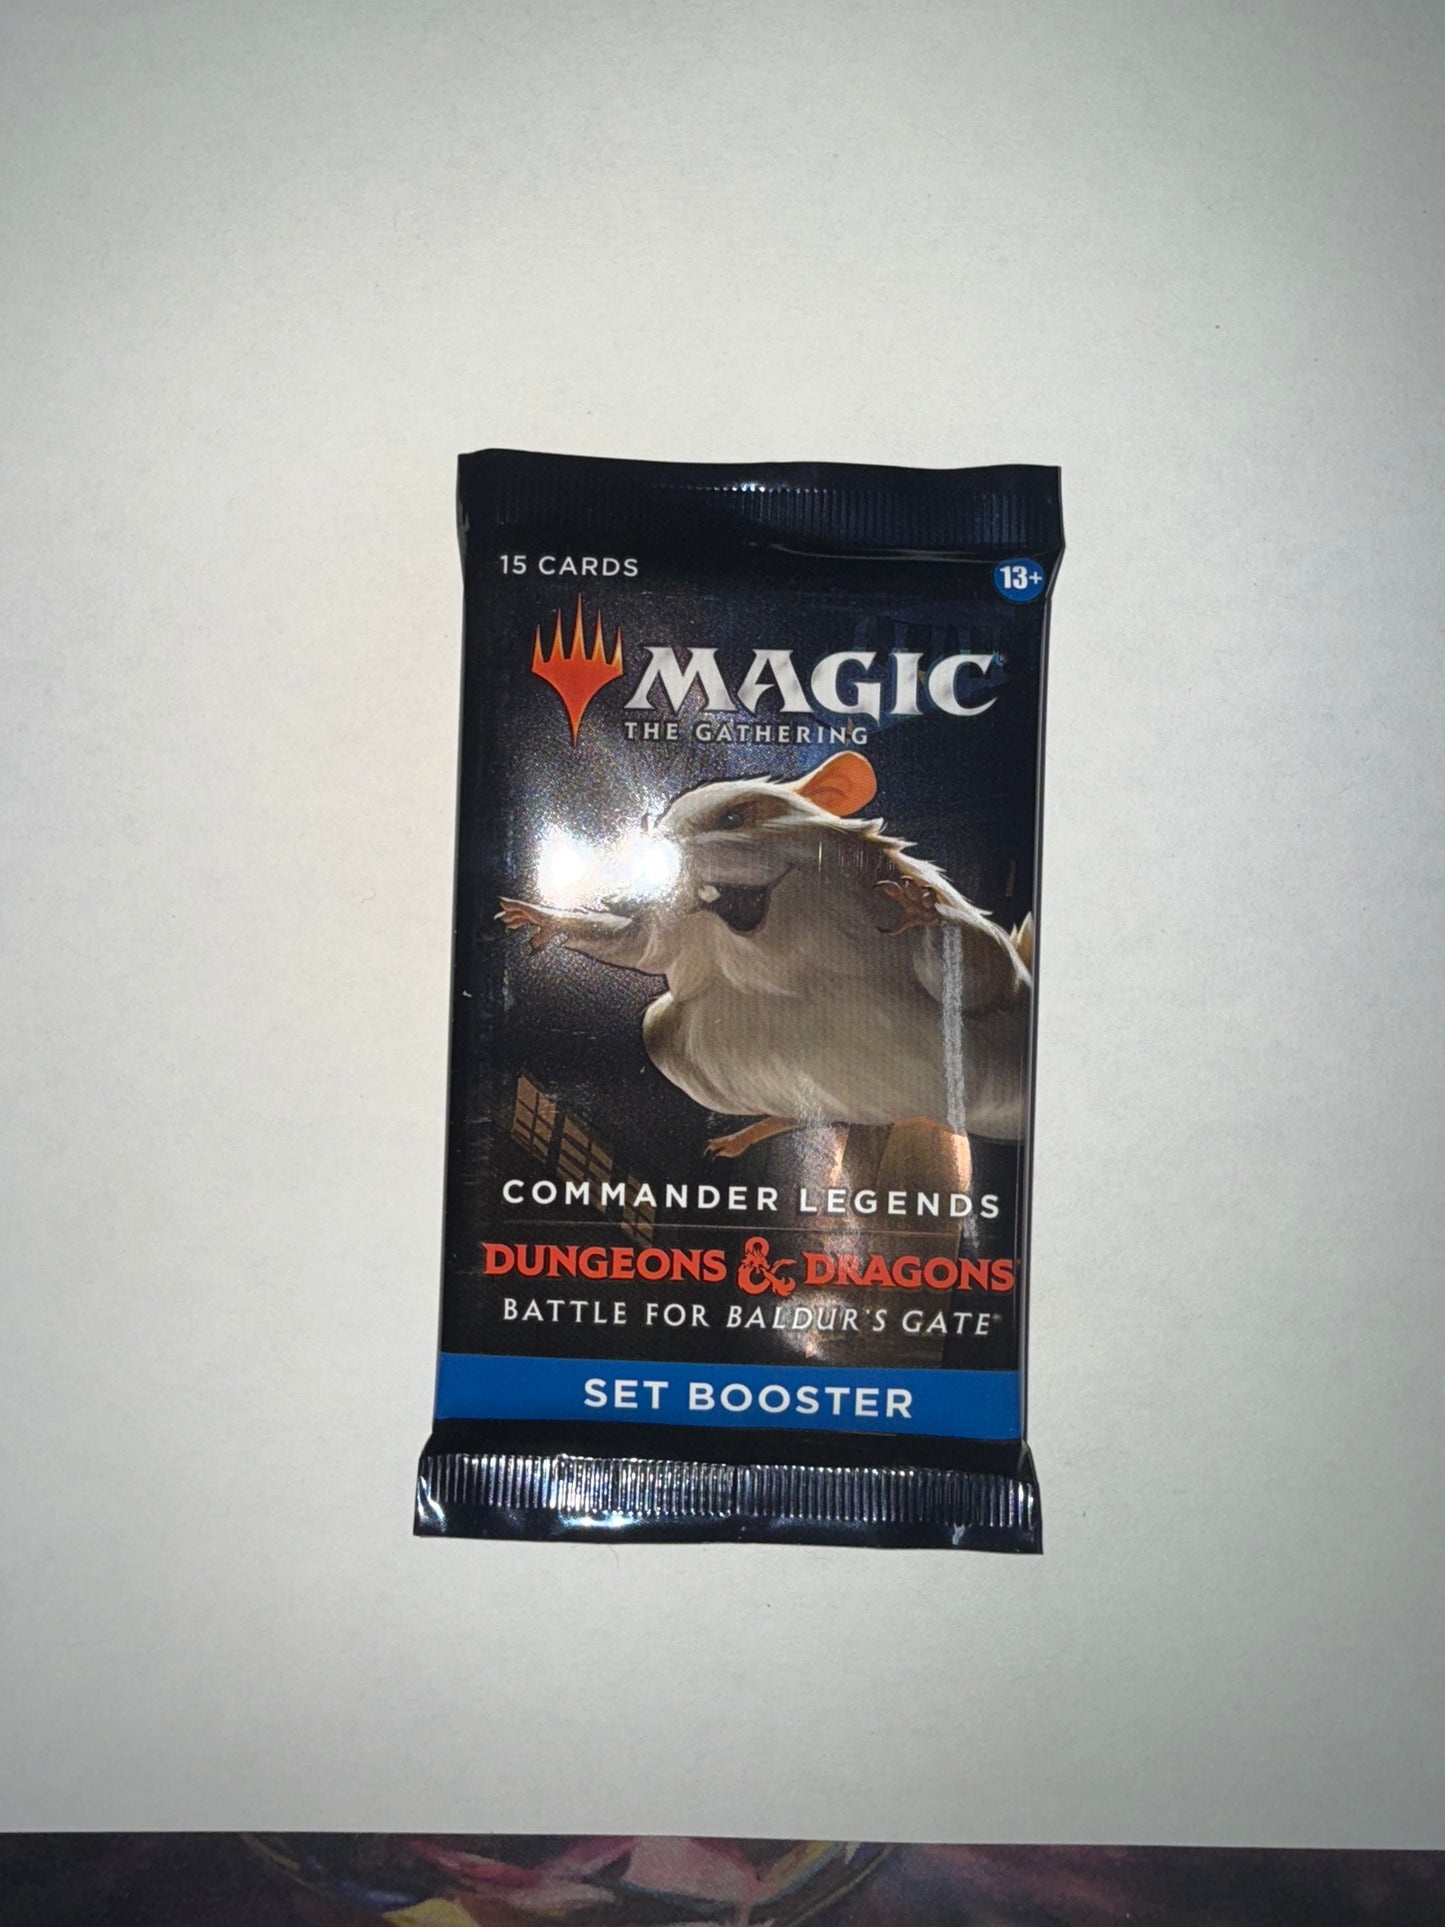 15 CARDS
13+
MAGIC
THE GATHERING
COMMANDER LEGENDS
DUNGEONS & DRAGONS
BATTLE FOR BALDUR'S GATE
SET BOOSTER